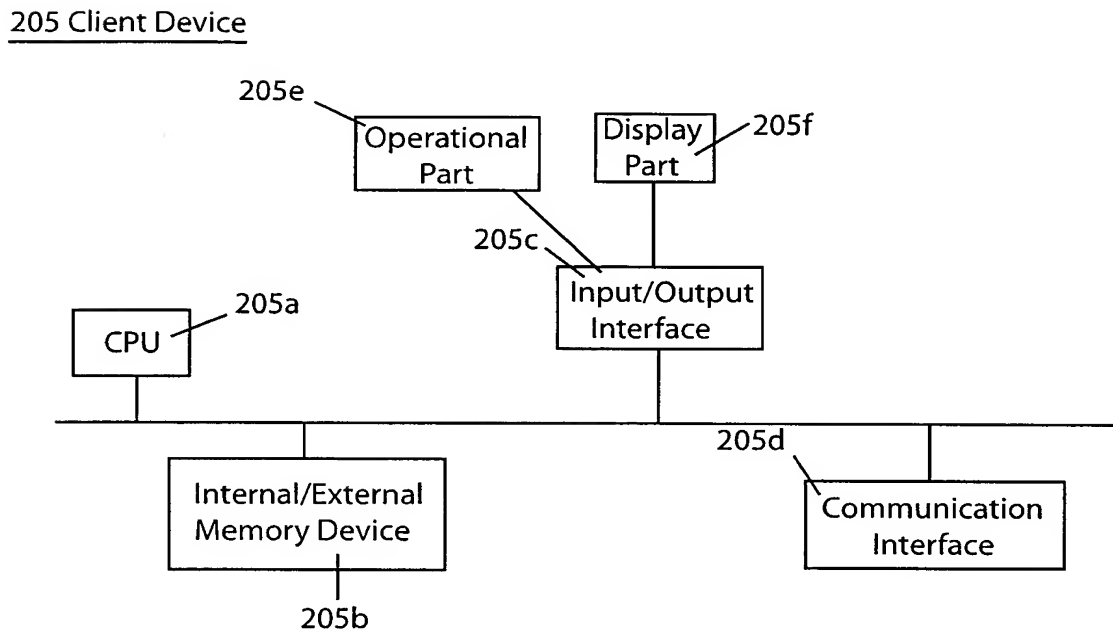 205 Client Device
205e
Operational
Part
Display
Part
205f
205c
Input/Output
Interface
CPU
205a
205d
Internal/External
Memory Device
Communication
Interface
205b